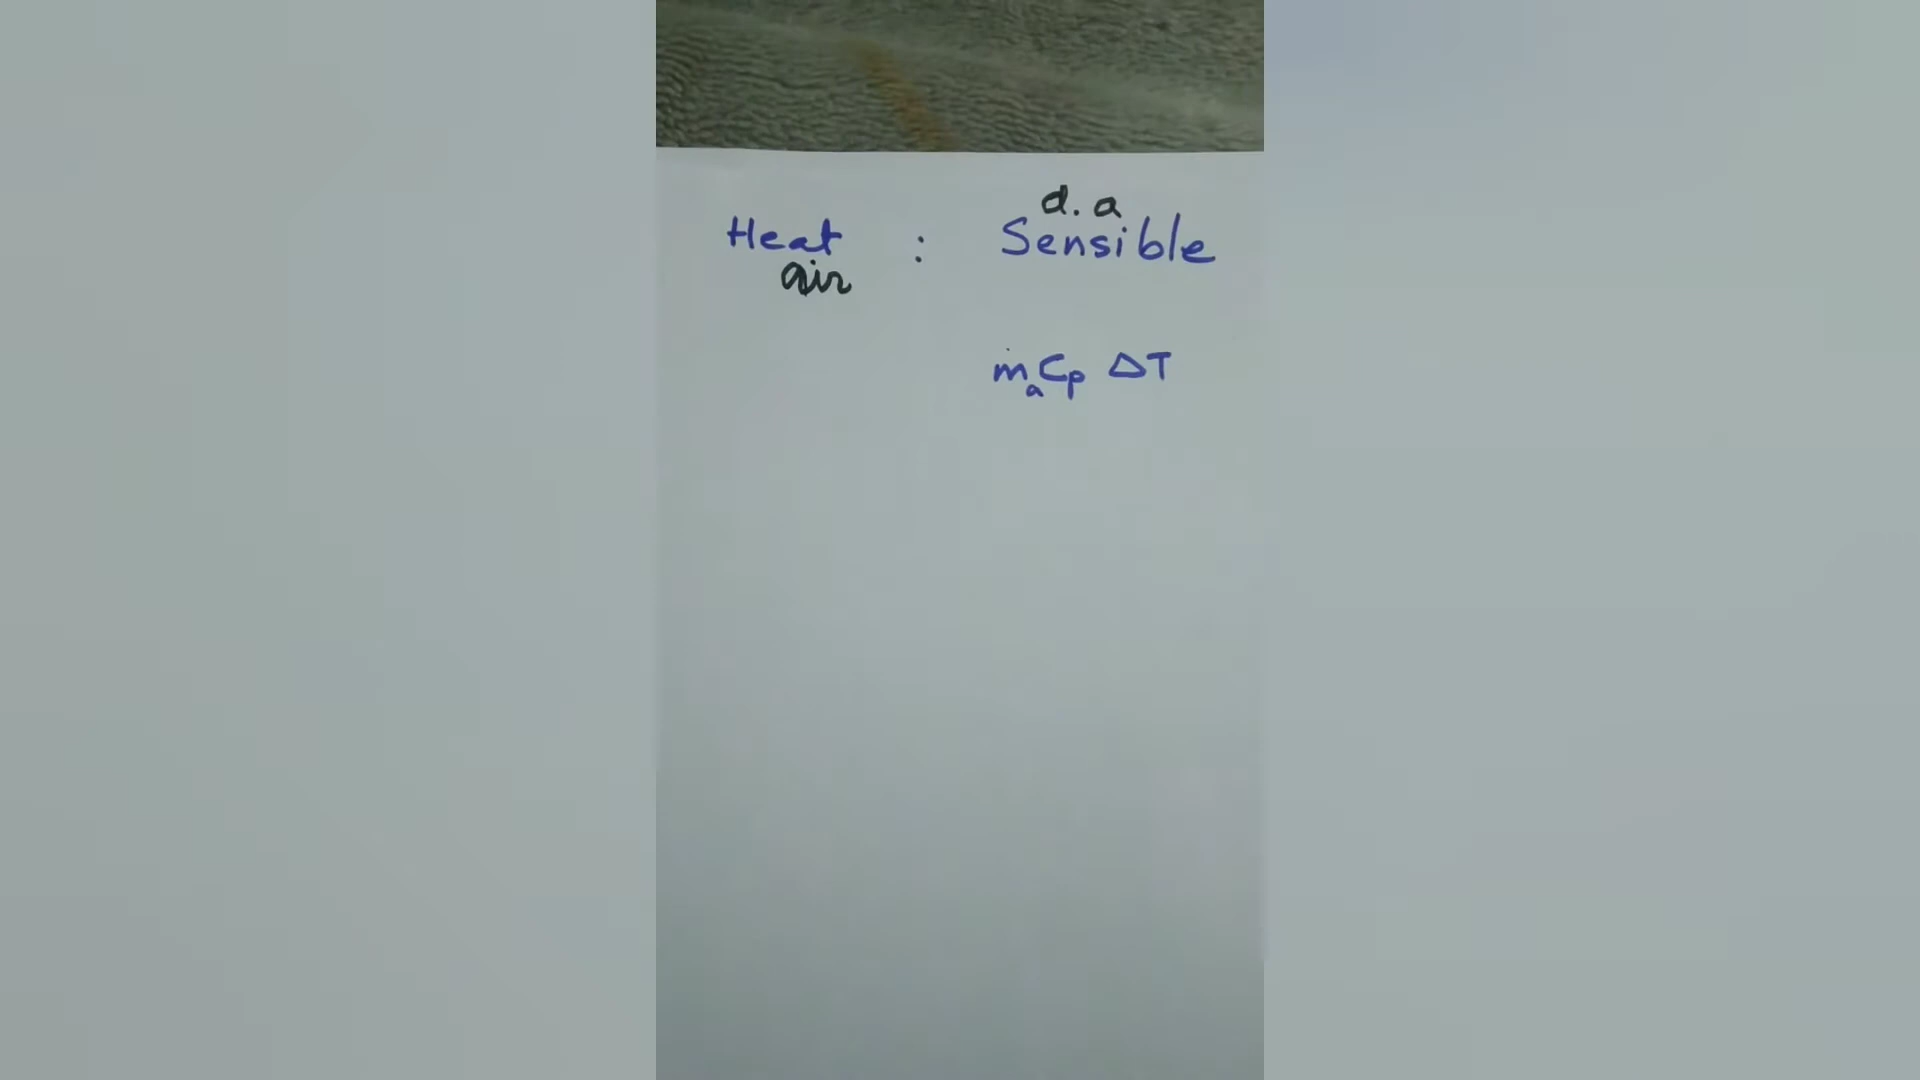 d. a
Heat : Sensible
air
ṁₐCₚ ΔT